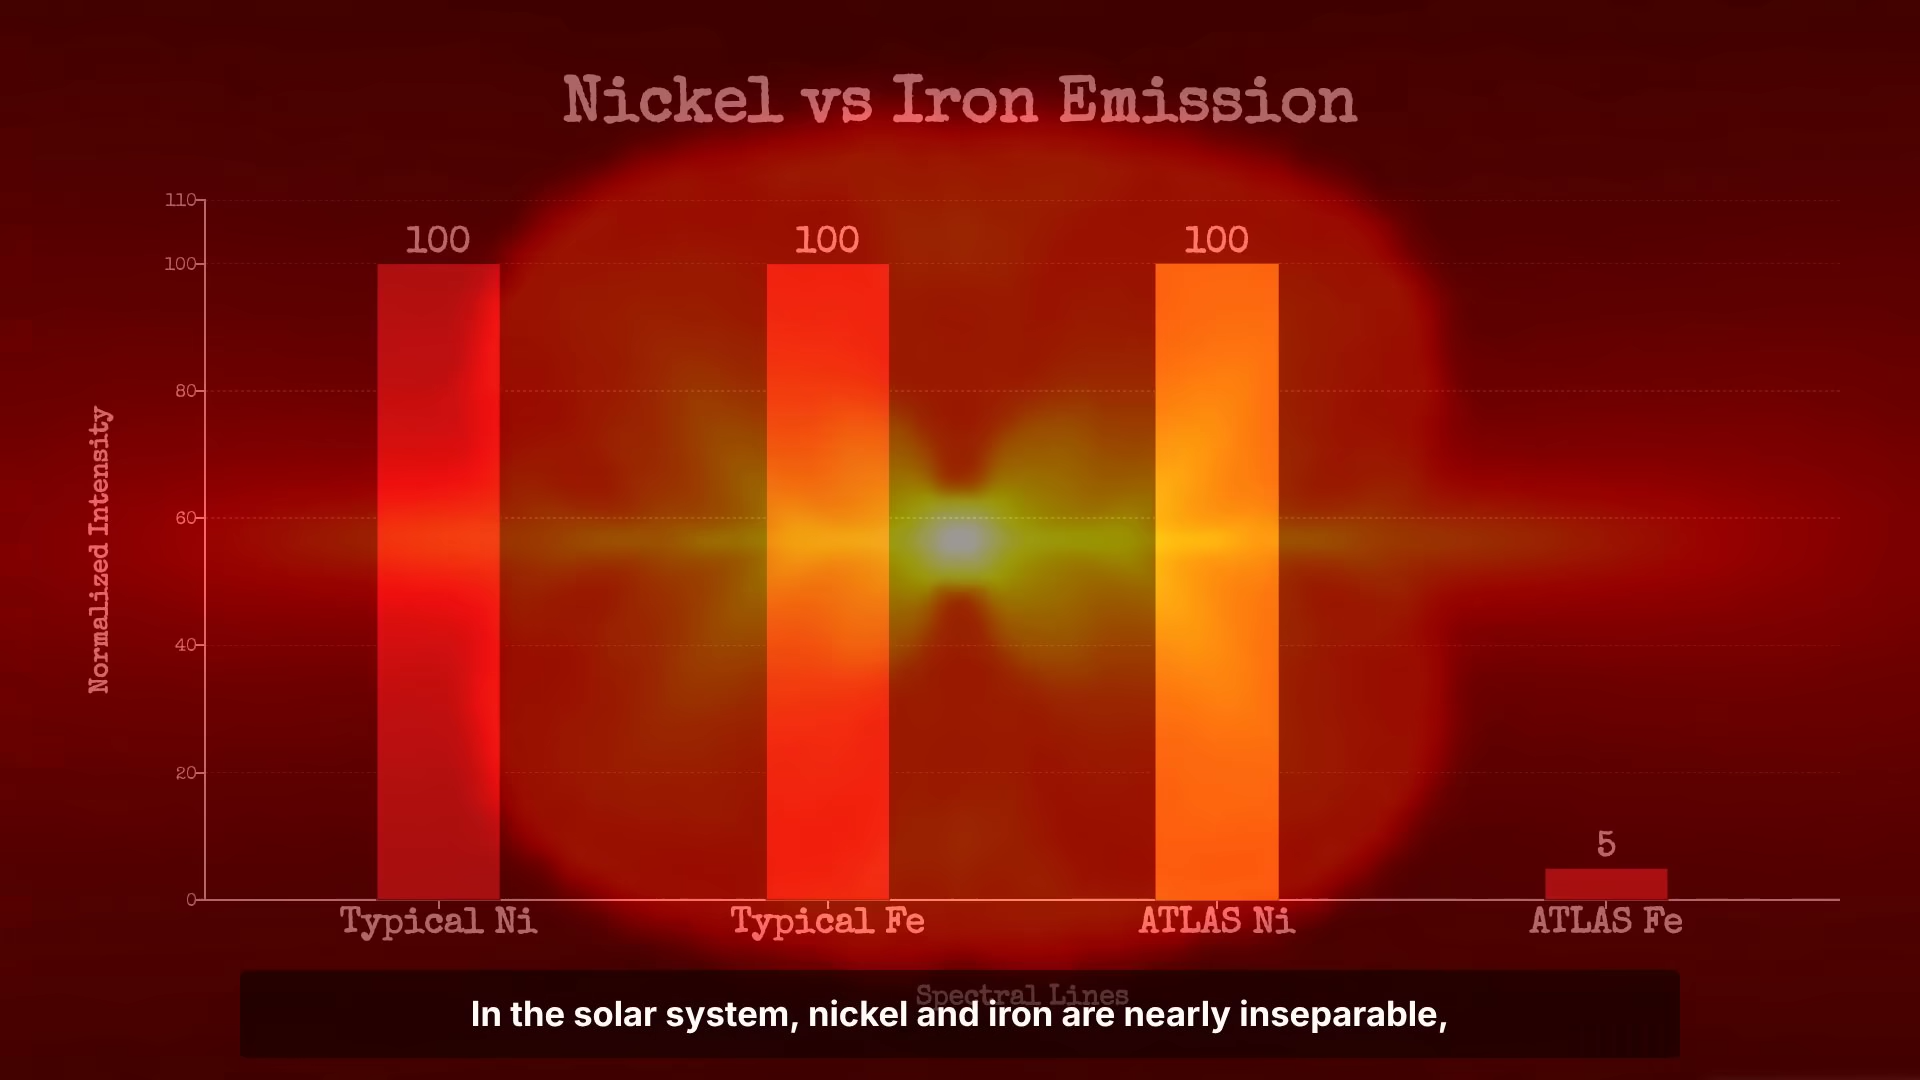 Nickel vs Iron Emission
110
100
80
60
40
20
0
Normalized Intensity
100
100
100
5
Typical Ni
Typical Fe
ATLAS Ni
ATLAS Fe
Spectral Lines
In the solar system, nickel and iron are nearly inseparable,